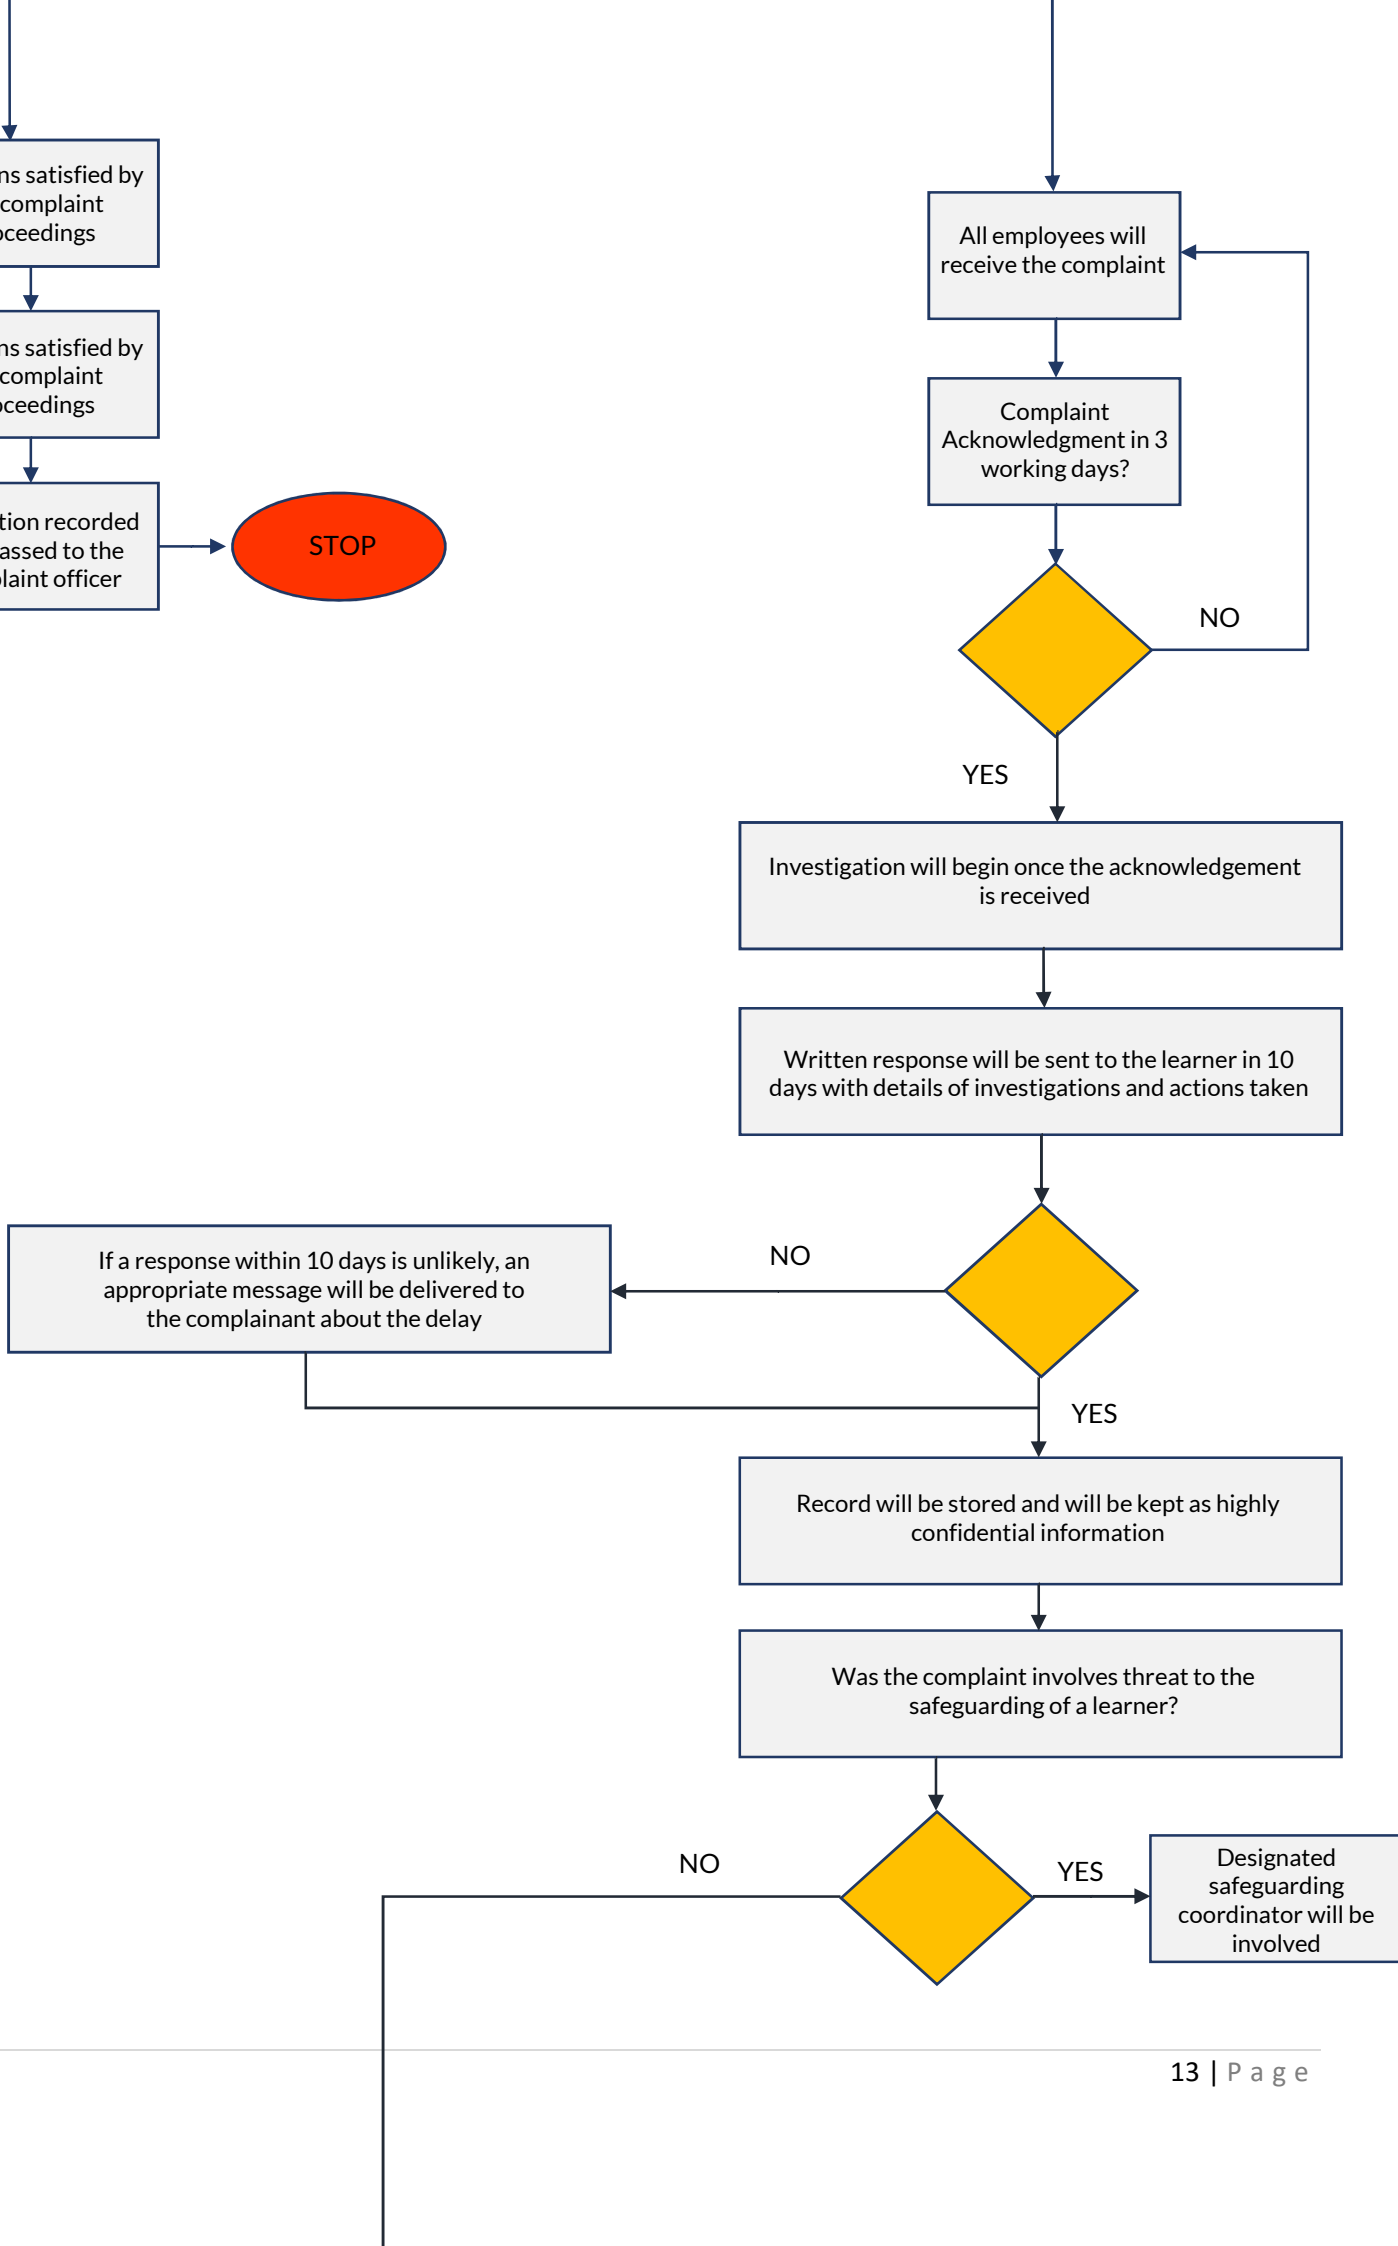 ns satisfied by
complaint
ceedings
ns satisfied by
complaint
ceedings
tion recorded
assed to the
laint officer
STOP
All employees will
receive the complaint
Complaint
Acknowledgment in 3
working days?
NO
YES
Investigation will begin once the acknowledgement
is received
Written response will be sent to the learner in 10
days with details of investigations and actions taken
NO
If a response within 10 days is unlikely, an
appropriate message will be delivered to
the complainant about the delay
YES
Record will be stored and will be kept as highly
confidential information
Was the complaint involves threat to the
safeguarding of a learner?
NO
YES
Designated
safeguarding
coordinator will be
involved
13 | Page